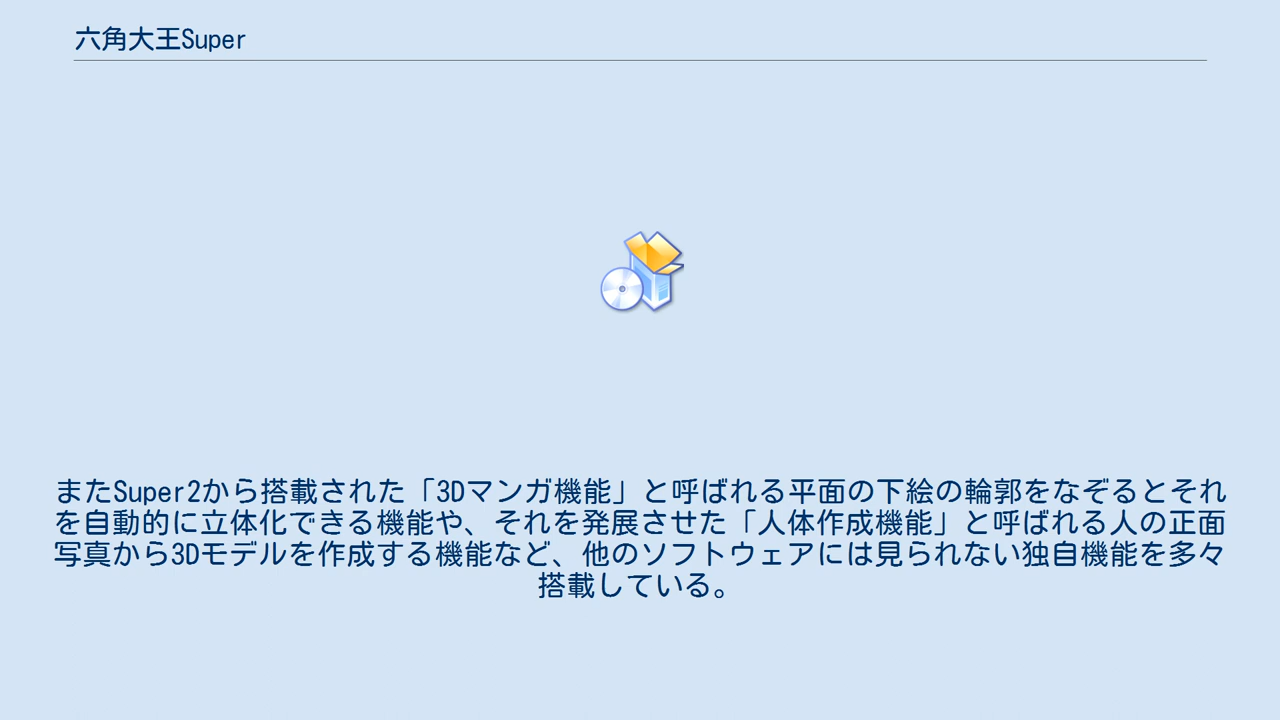 六角大王Super
またSuper2から搭載された「3Dマンガ機能」と呼ばれる平面の下絵の輪郭をなぞるとそれ
を自動的に立体化できる機能や、それを発展させた「人体作成機能」と呼ばれる人の正面
写真から3Dモデルを作成する機能など、他のソフトウェアには見られない独自機能を多々
搭載している。